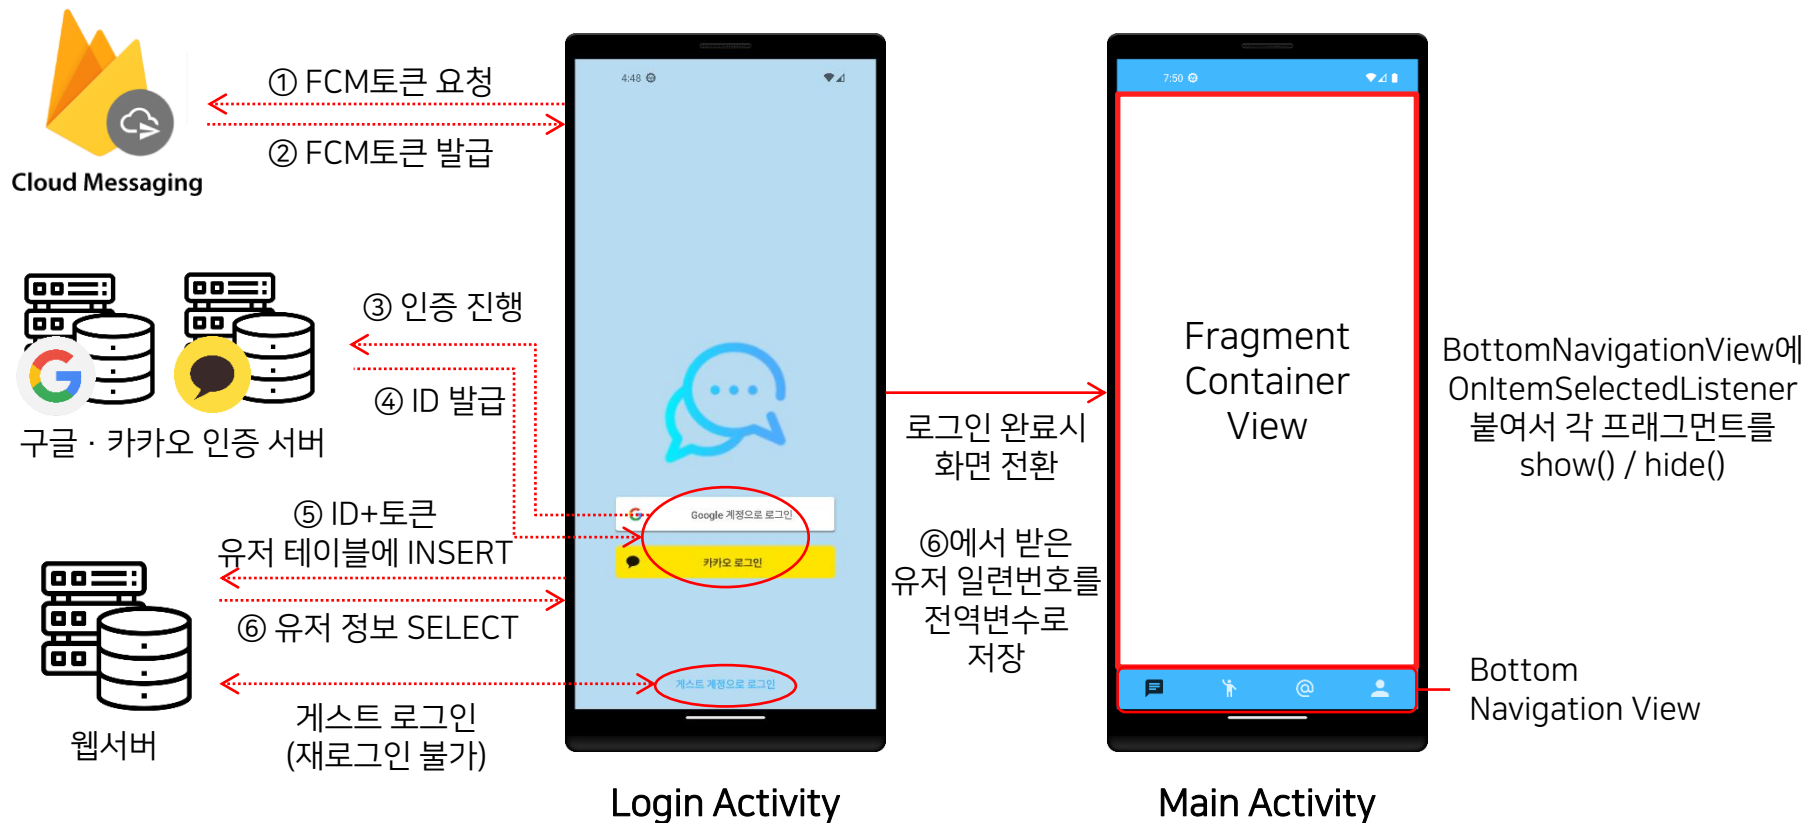 ① FCM토큰 요청
② FCM토큰 발급
Cloud Messaging
③ 인증 진행
④ ID 발급
구글 · 카카오 인증 서버
⑤ ID+토큰
유저 테이블에 INSERT
⑥ 유저 정보 SELECT
웹서버
게스트 로그인
(재로그인 불가)
4:48
Google 계정으로 로그인
카카오 로그인
게스트 계정으로 로그인
Login Activity
로그인 완료시
화면 전환
⑥에서 받은
유저 일련번호를
전역변수로
저장
7:50
Fragment
Container
View
Main Activity
BottomNavigationView에
OnItemSelectedListener
붙여서 각 프래그먼트를
show() / hide()
Bottom
Navigation View